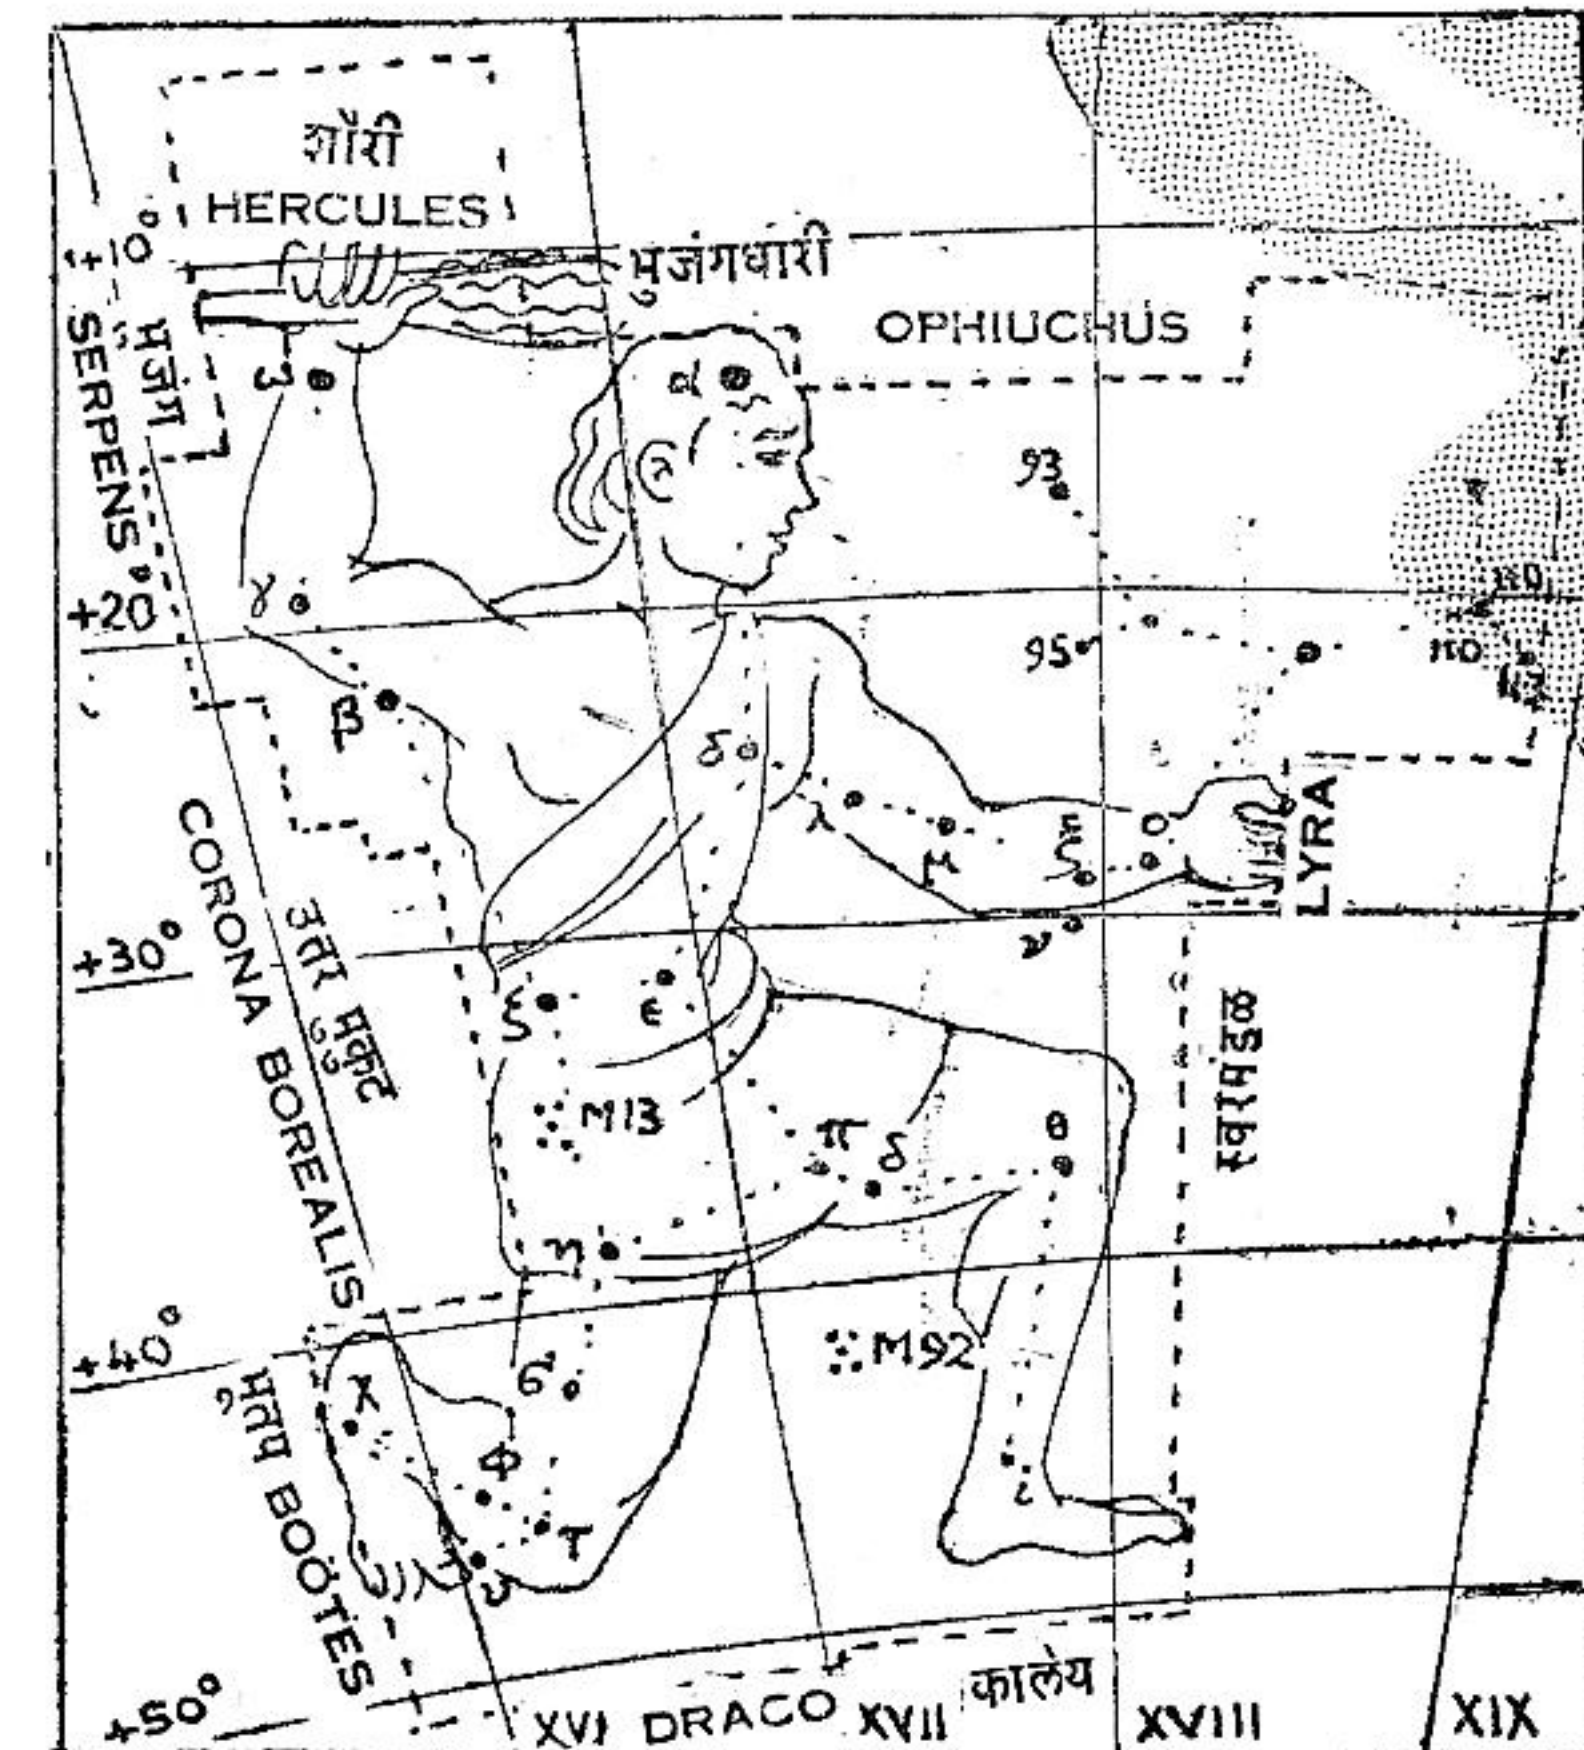 शौरी
HERCULES
+10°
भुजंगधारी
OPHIUCHUS
भुजंग
SERPENS
α
93
γ
+20°
95
110
β
δ
λ
μ
ξ
ο
ν
LYRA
CORONA BOREALIS
उत्तर मुकुट
+30°
ε
स्वरमंडळ
M13
π
δ
θ
η
+40°
M92
χ
σ
φ
τ
υ
ι
भूतप BOÖTES
+50°
XVI DRACO XVII कालेय XVIII XIX